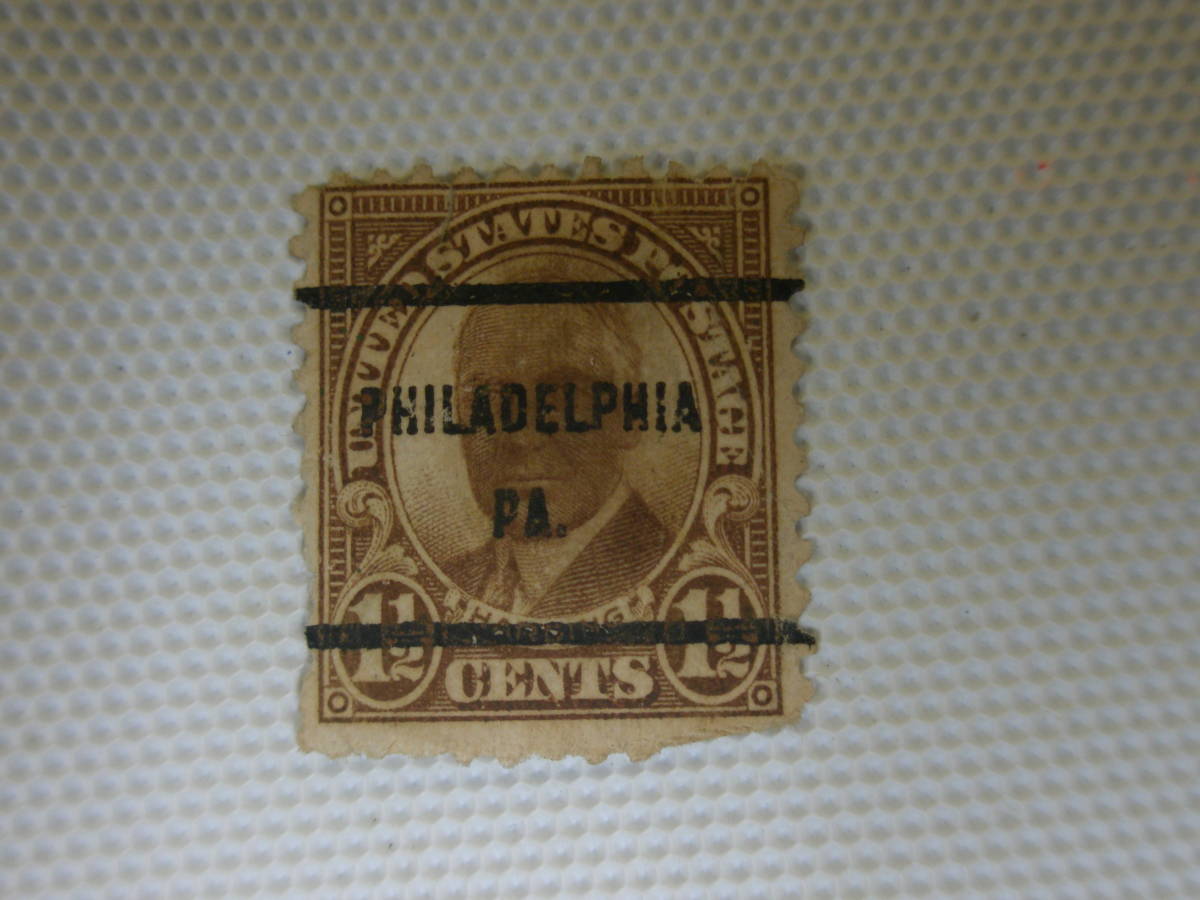 UNITED STATES POSTAGE
PHILADELPHIA
PA.
HARDING
1½ 1½
CENTS